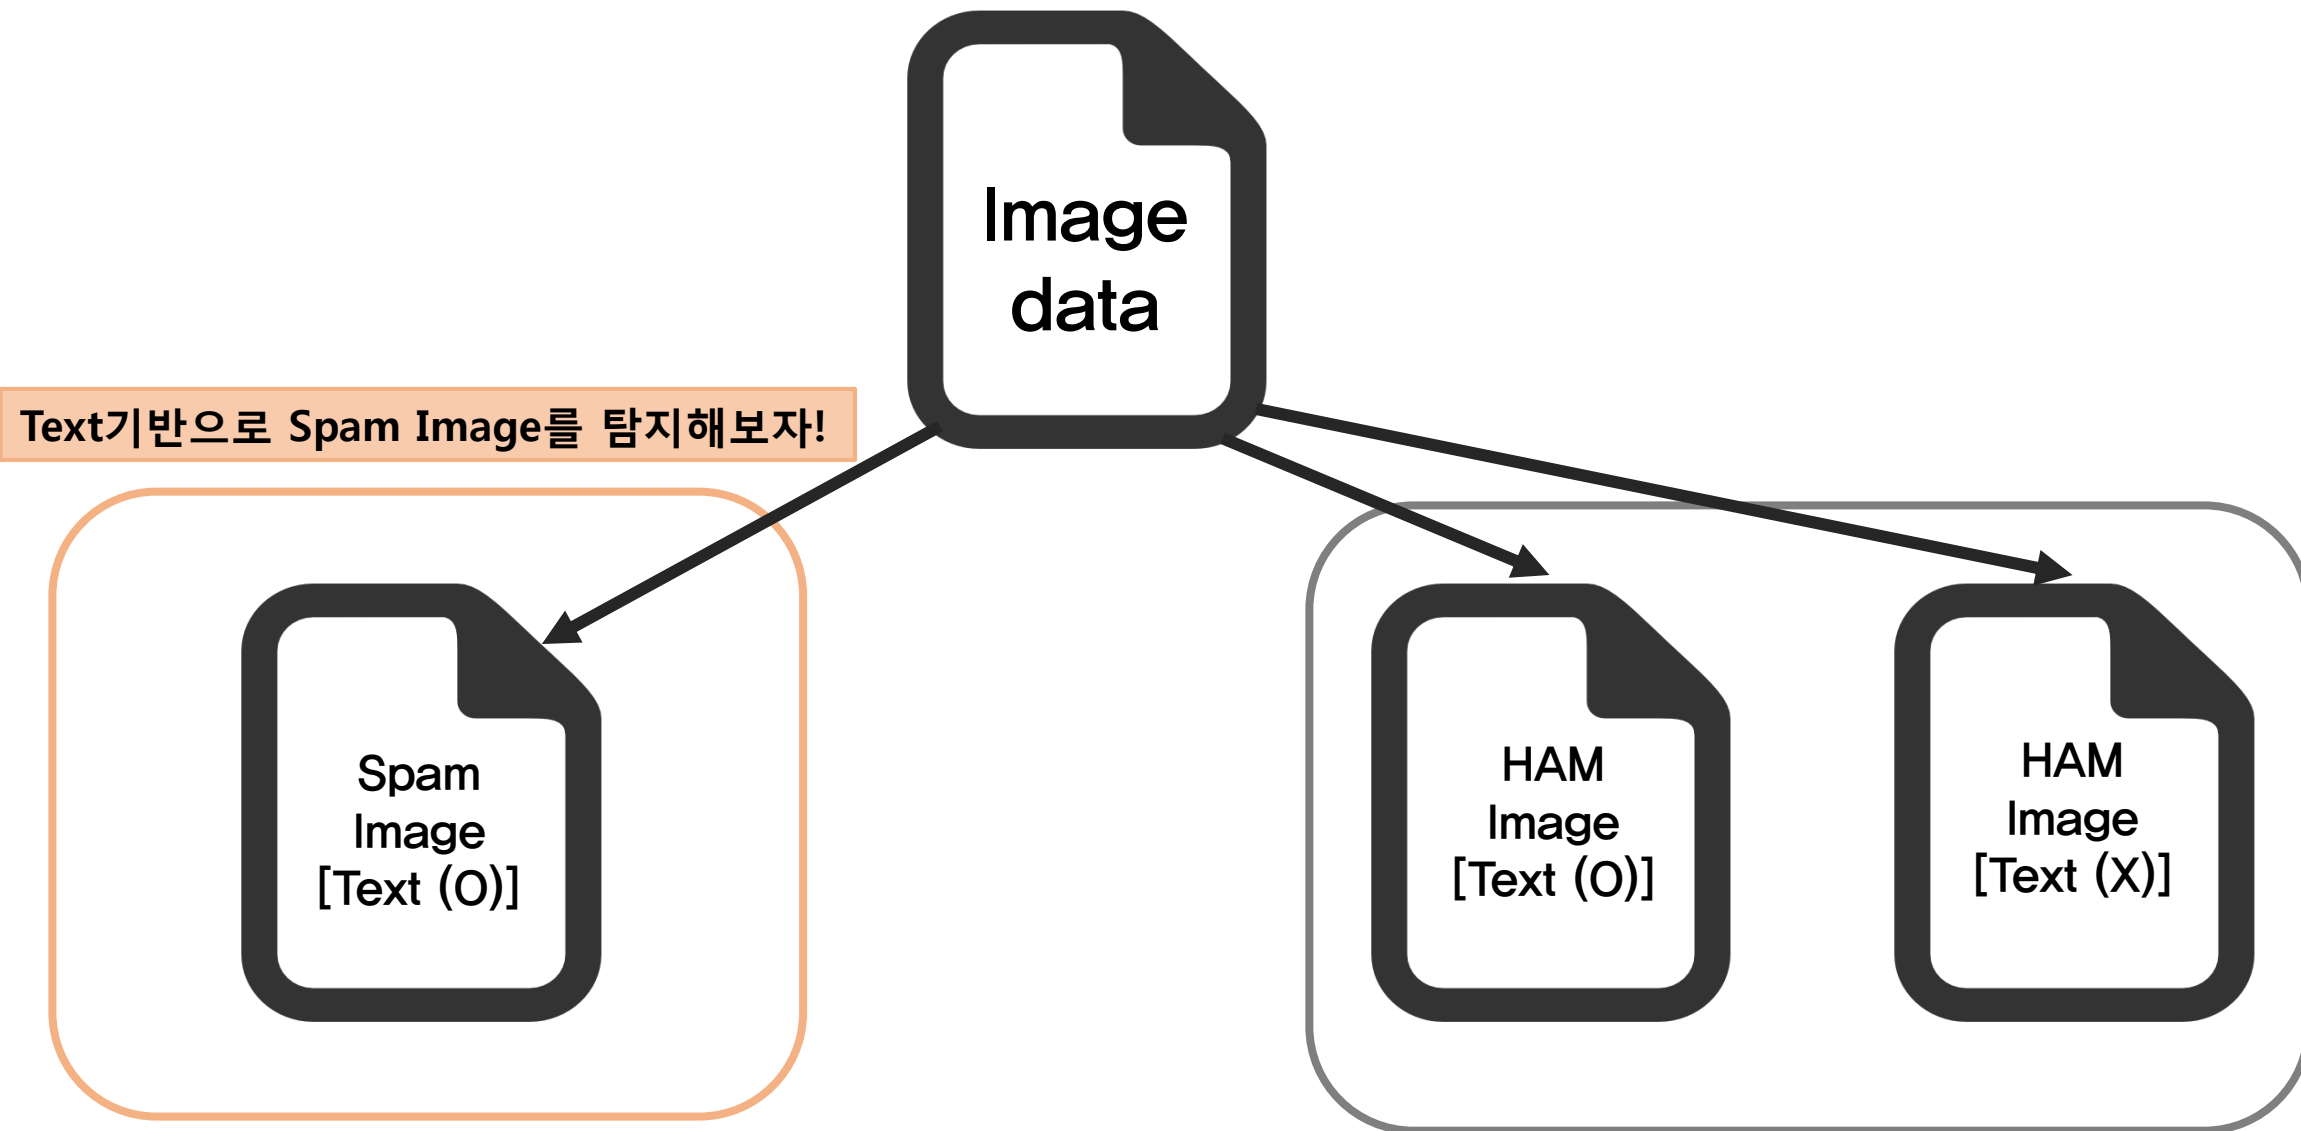 Image
data
Text기반으로 Spam Image를 탐지해보자!
Spam
Image
[Text (O)]
HAM
Image
[Text (O)]
HAM
Image
[Text (X)]